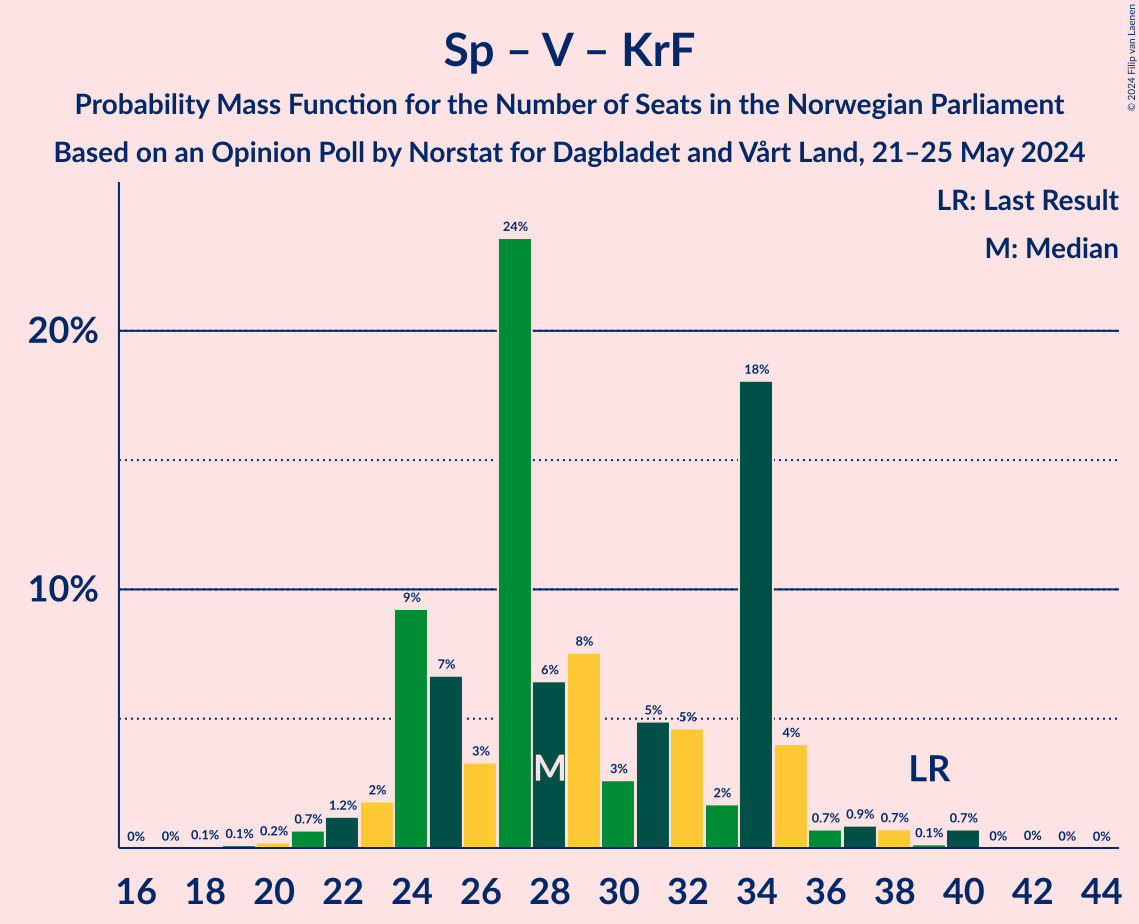 Sp – V – KrF
Probability Mass Function for the Number of Seats in the Norwegian Parliament
Based on an Opinion Poll by Norstat for Dagbladet and Vårt Land, 21–25 May 2024
© 2024 Filip van Laenen
LR: Last Result
M: Median
20%
10%
0% 0% 0.1% 0.1% 0.2% 0.7% 1.2% 2% 9% 7% 3% 24% 6% 8% 3% 5% 5% 2% 18% 4% 0.7% 0.9% 0.7% 0.1% 0.7% 0% 0% 0% 0%
M LR
16 18 20 22 24 26 28 30 32 34 36 38 40 42 44